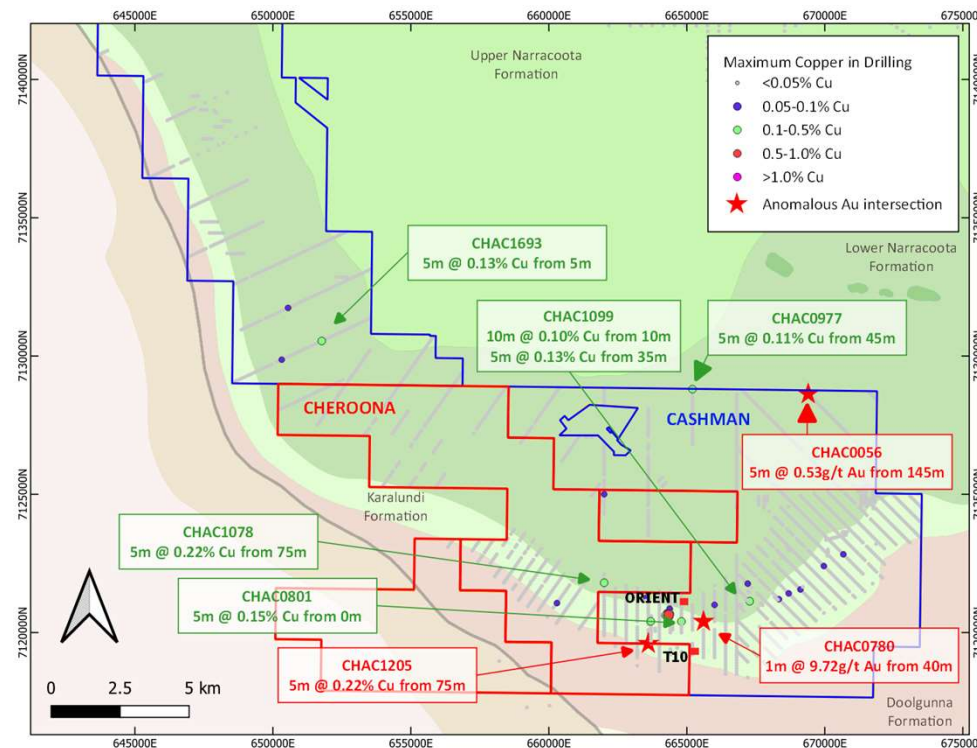 645000E 650000E 655000E 660000E 665000E 670000E 675000E
7140000N
7135000N
7130000N
7125000N
7120000N
7140000N
7130000N
7125000N
7120000N
Upper Narracoota
Formation
Maximum Copper in Drilling
<0.05% Cu
0.05-0.1% Cu
0.1-0.5% Cu
0.5-1.0% Cu
>1.0% Cu
Anomalous Au intersection
Lower Narracoota
Formation
CHAC1693
5m @ 0.13% Cu from 5m
CHAC1099
10m @ 0.10% Cu from 10m
5m @ 0.13% Cu from 35m
CHAC0977
5m @ 0.11% Cu from 45m
CHEROONA
CASHMAN
CHAC0056
5m @ 0.53g/t Au from 145m
Karalundi
Formation
CHAC1078
5m @ 0.22% Cu from 75m
CHAC0801
5m @ 0.15% Cu from 0m
ORIENT
T10
CHAC1205
5m @ 0.22% Cu from 75m
CHAC0780
1m @ 9.72g/t Au from 40m
Doolgunna
Formation
0 2.5 5 km
645000E 650000E 655000E 660000E 665000E 670000E 675000E